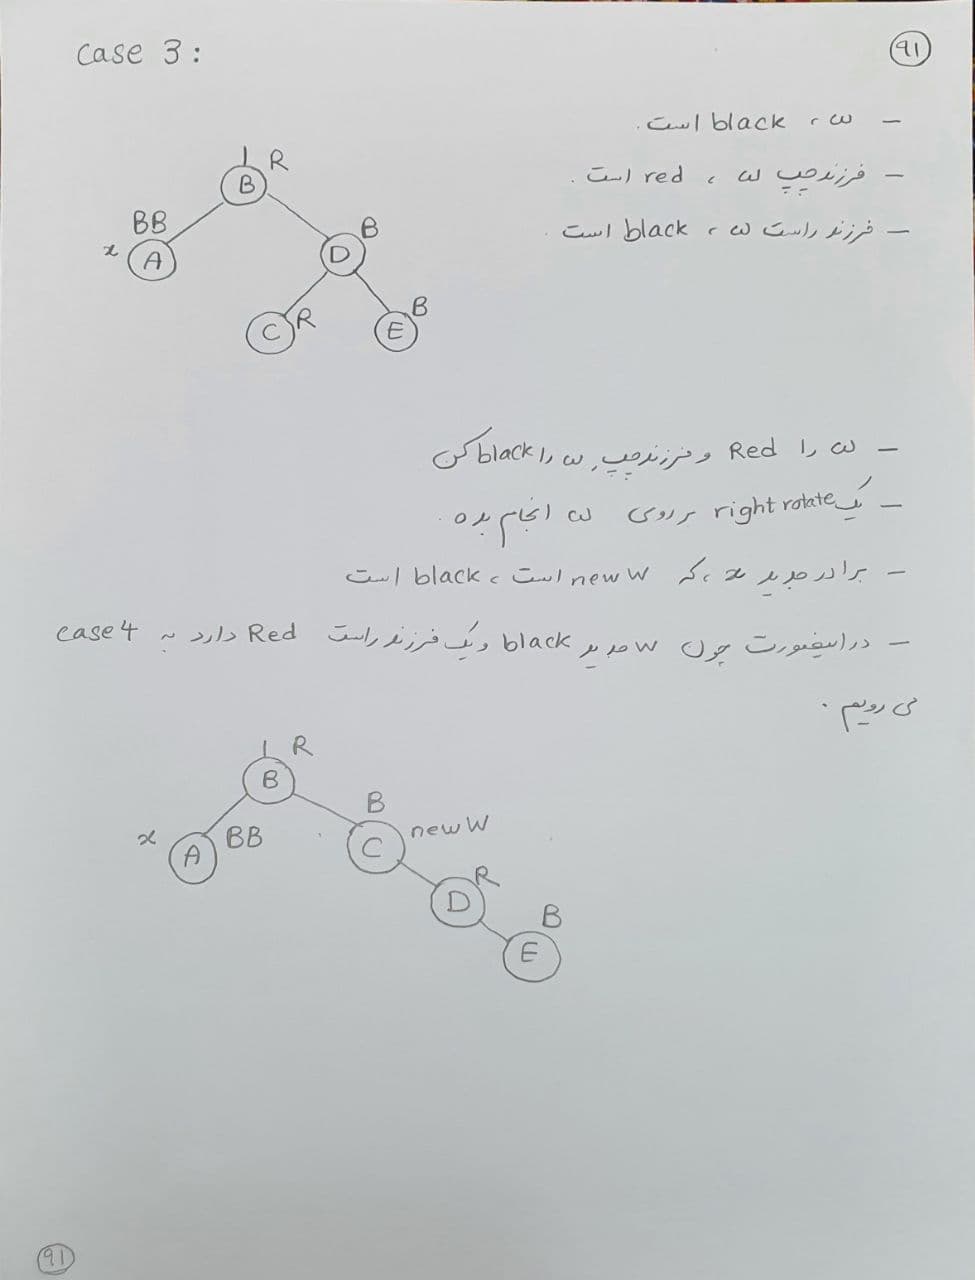 case 3 :
91
- w ، black است.
- فرزند چپ w ، red است.
- فرزند راست w ، black است.
R
B
BB
x A
B
D
C R
B
E
- w را Red و فرزند چپ w را black کن
- یک right rotate بر روی w انجام بده.
- برادر جدید x ، که new w است ، black است
- در اینصورت چون w جدید black و یک فرزند راست Red دارد به case 4
می رویم.
R
B
x A BB
B
C new W
R
D
B
E
91